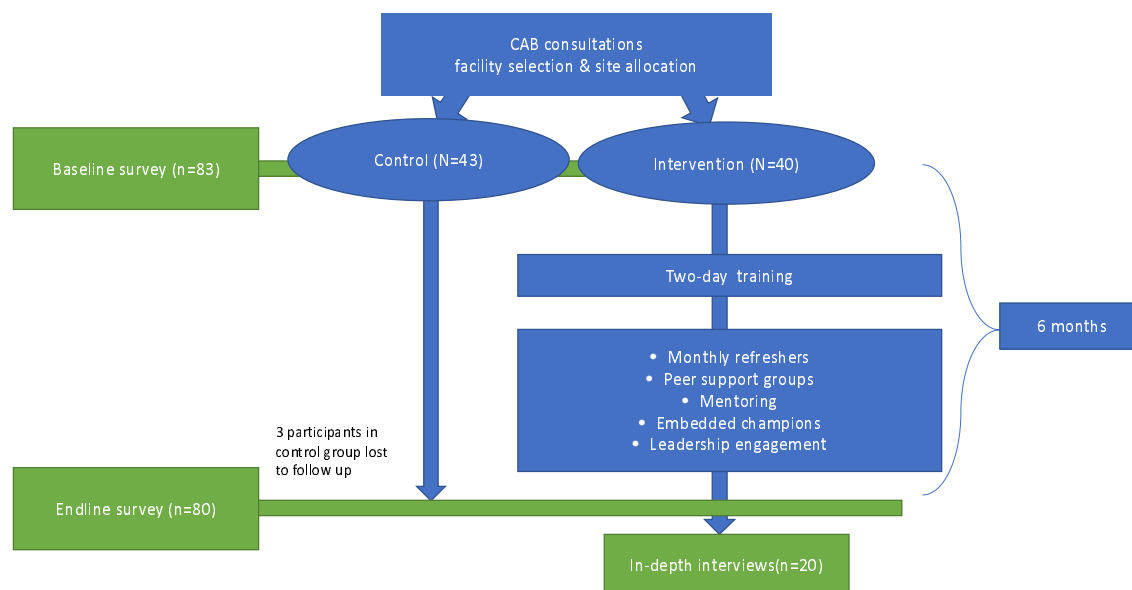 CAB consultations
facility selection & site allocation
Baseline survey (n=83)
Control (N=43)
Intervention (N=40)
Two-day training
6 months
• Monthly refreshers
• Peer support groups
• Mentoring
• Embedded champions
• Leadership engagement
3 participants in
control group lost
to follow up
Endline survey (n=80)
In-depth interviews(n=20)